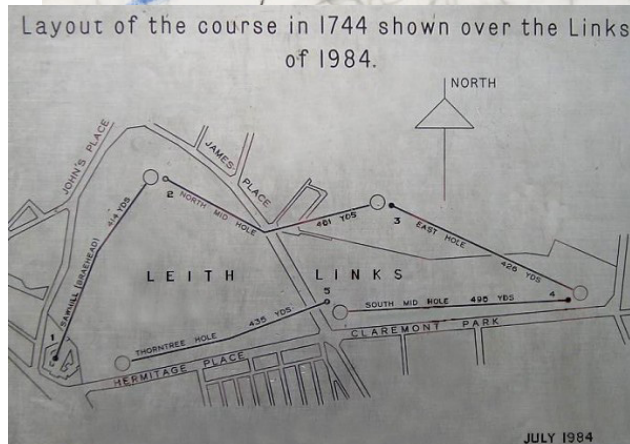 Layout of the course in 1744 shown over the Links
of 1984.
NORTH
JOHN'S PLACE
JAMES PLACE
2
NORTH MID HOLE
461 YDS
3
EAST HOLE
426 YDS
414 YDS
SAWMILL (BRAEHEAD)
1
LEITH LINKS
5
SOUTH MID HOLE 495 YDS
4
THORNTREE HOLE
435 YDS
CLAREMONT PARK
HERMITAGE PLACE
JULY 1984